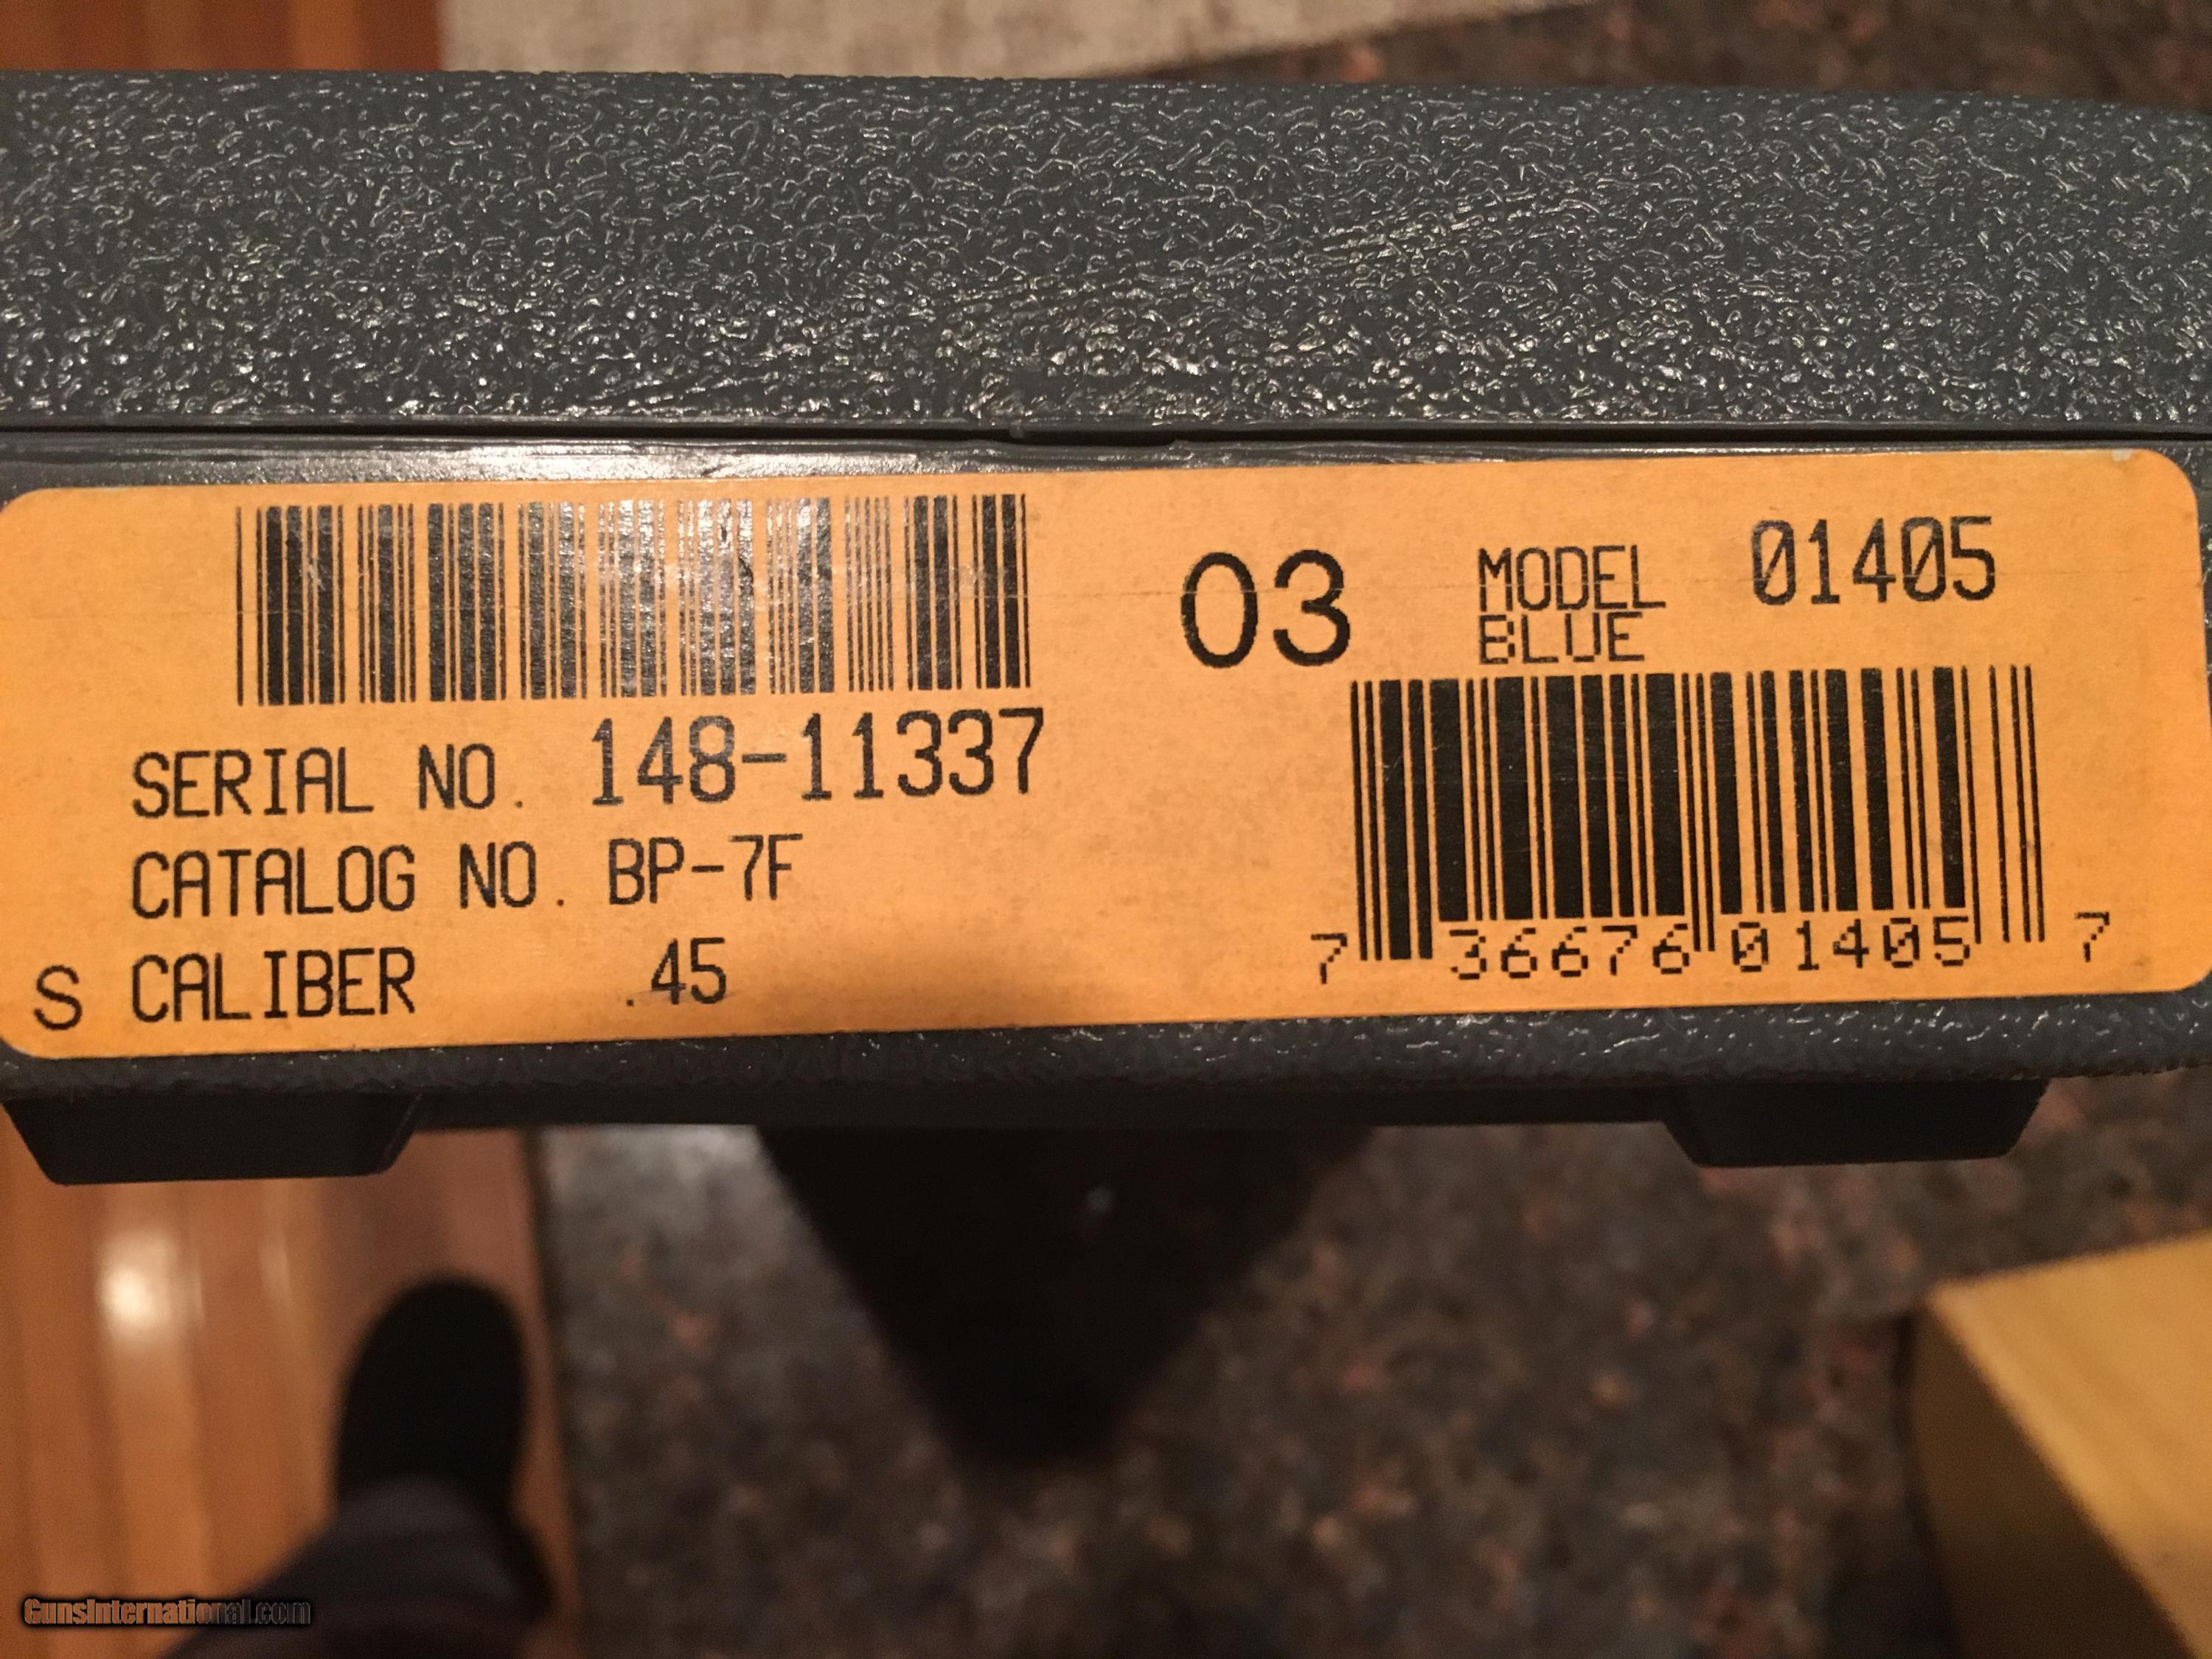 03 MODEL 01405
BLUE
SERIAL NO. 148-11337
CATALOG NO. BP-7F
S CALIBER .45
7 36676 01405 7
GunsInternational.com